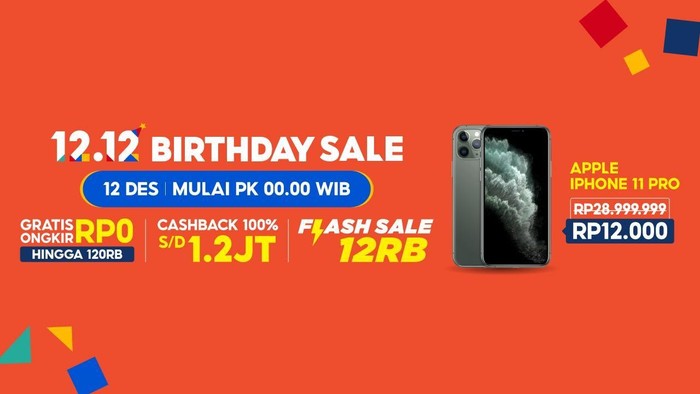 12.12 BIRTHDAY SALE
12 DES | MULAI PK 00.00 WIB
GRATIS ONGKIR RP0
HINGGA 120RB
CASHBACK 100%
S/D 1.2JT
FLASH SALE
12RB
APPLE
IPHONE 11 PRO
RP28.999.999
RP12.000